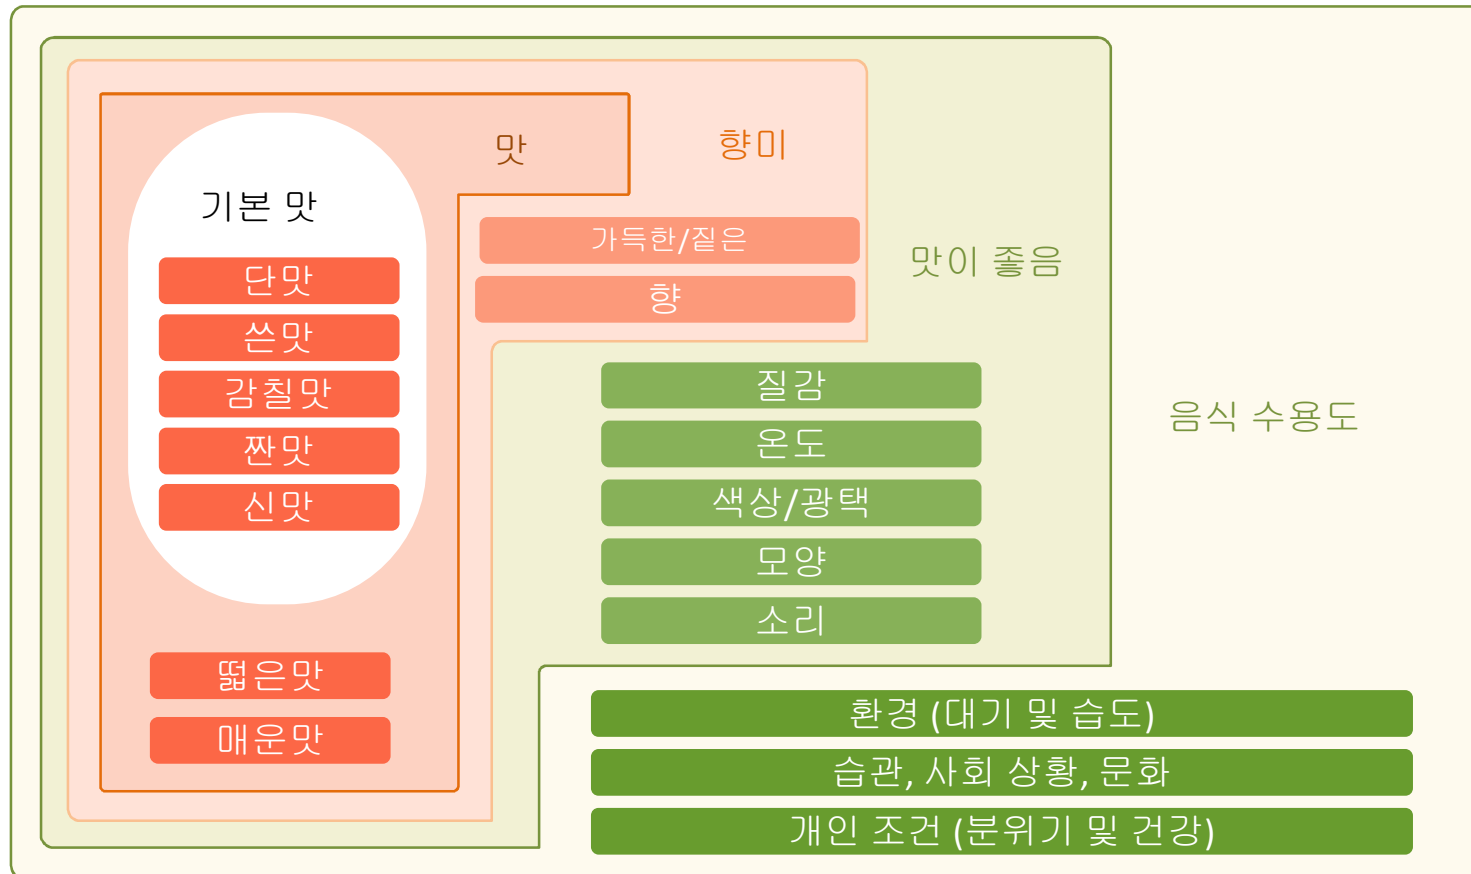 맛
향미
기본 맛
가득한/짙은
향
맛이 좋음
단맛
쓴맛
감칠맛
짠맛
신맛
질감
온도
색상/광택
모양
소리
음식 수용도
떫은맛
매운맛
환경 (대기 및 습도)
습관, 사회 상황, 문화
개인 조건 (분위기 및 건강)